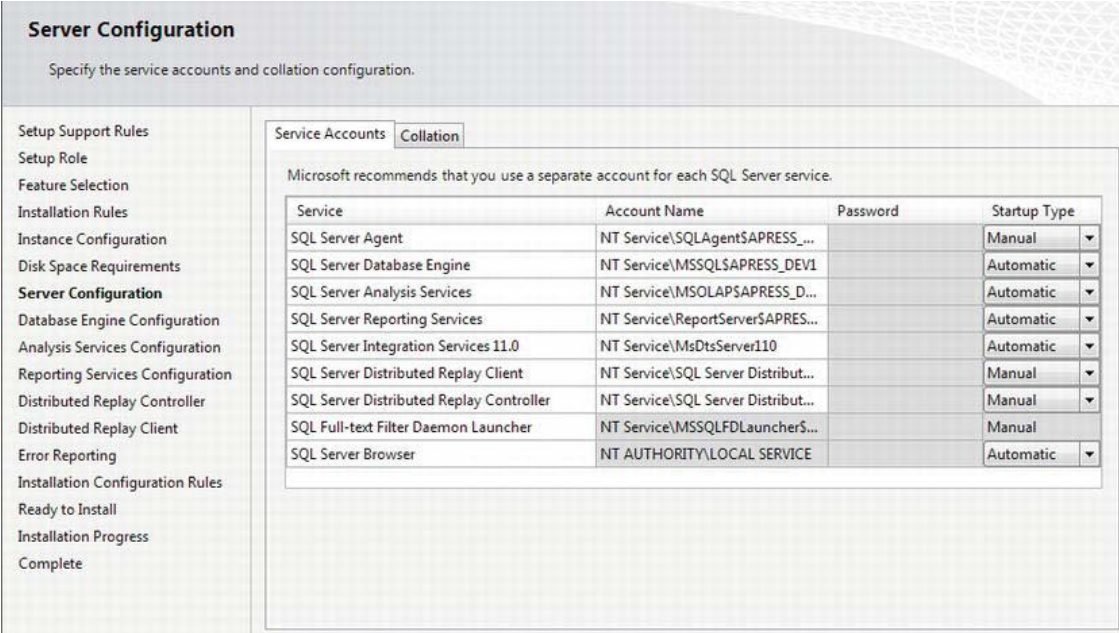 Server Configuration
Specify the service accounts and collation configuration.
Setup Support Rules
Setup Role
Feature Selection
Installation Rules
Instance Configuration
Disk Space Requirements
Server Configuration
Database Engine Configuration
Analysis Services Configuration
Reporting Services Configuration
Distributed Replay Controller
Distributed Replay Client
Error Reporting
Installation Configuration Rules
Ready to Install
Installation Progress
Complete
Service Accounts Collation
Microsoft recommends that you use a separate account for each SQL Server service.
Service Account Name Password Startup Type
SQL Server Agent NT Service\SQLAgent$APRESS_... Manual
SQL Server Database Engine NT Service\MSSQL$APRESS_DEV1 Automatic
SQL Server Analysis Services NT Service\MSOLAP$APRESS_D... Automatic
SQL Server Reporting Services NT Service\ReportServer$APRES... Automatic
SQL Server Integration Services 11.0 NT Service\MsDtsServer110 Automatic
SQL Server Distributed Replay Client NT Service\SQL Server Distribut... Manual
SQL Server Distributed Replay Controller NT Service\SQL Server Distribut... Manual
SQL Full-text Filter Daemon Launcher NT Service\MSSQLFDLauncher$... Manual
SQL Server Browser NT AUTHORITY\LOCAL SERVICE Automatic